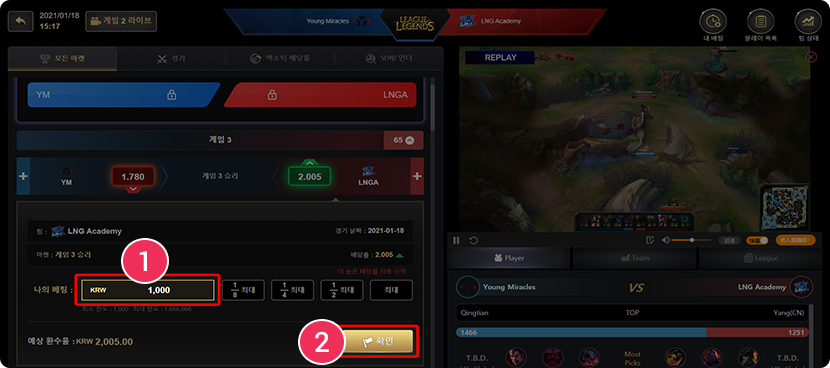 2021/01/18
15:17
게임 2 라이브
Young Miracles
LEAGUE OF LEGENDS
LNG Academy
내 베팅
팔레이 목록
팀 상태
모든 마켓
경기
엑소틱 배당률
오버/언더
YM
LNGA
게임 3
65
YM
1.780
게임 3 승리
2.005
LNGA
팀 : LNG Academy
경기 날짜 : 2021-01-18
마켓 : 게임 3 승리
배당률 : 2.005
더 높은 배당률 자동 수락
1
나의 베팅 :
KRW 1,000
1/8 최대
1/4 최대
1/2 최대
최대
최소 한도 : 1,000 최대 한도 : 1,666,666
예상 환수율 : KRW 2,005.00
2
확인
REPLAY
Player
Team
League
Young Miracles
VS
LNG Academy
Qingtian
TOP
Yang(CN)
1466
1251
T.B.D.
Most
Picks
T.B.D.